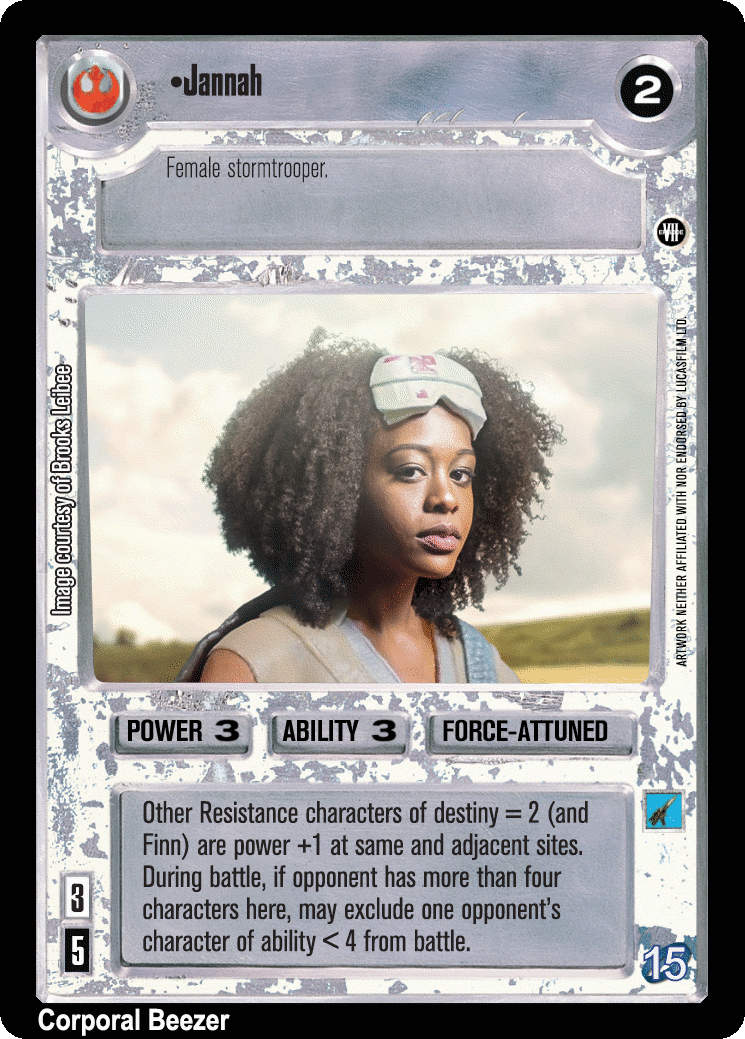 •Jannah
2
Female stormtrooper.
EPISODE
VII
Image courtesy of Brooks Leibee
ARTWORK NEITHER AFFILIATED WITH NOR ENDORSED BY LUCASFILM LTD.
POWER 3
ABILITY 3
FORCE-ATTUNED
Other Resistance characters of destiny = 2 (and
Finn) are power +1 at same and adjacent sites.
During battle, if opponent has more than four
characters here, may exclude one opponent's
character of ability < 4 from battle.
3
5
15
Corporal Beezer